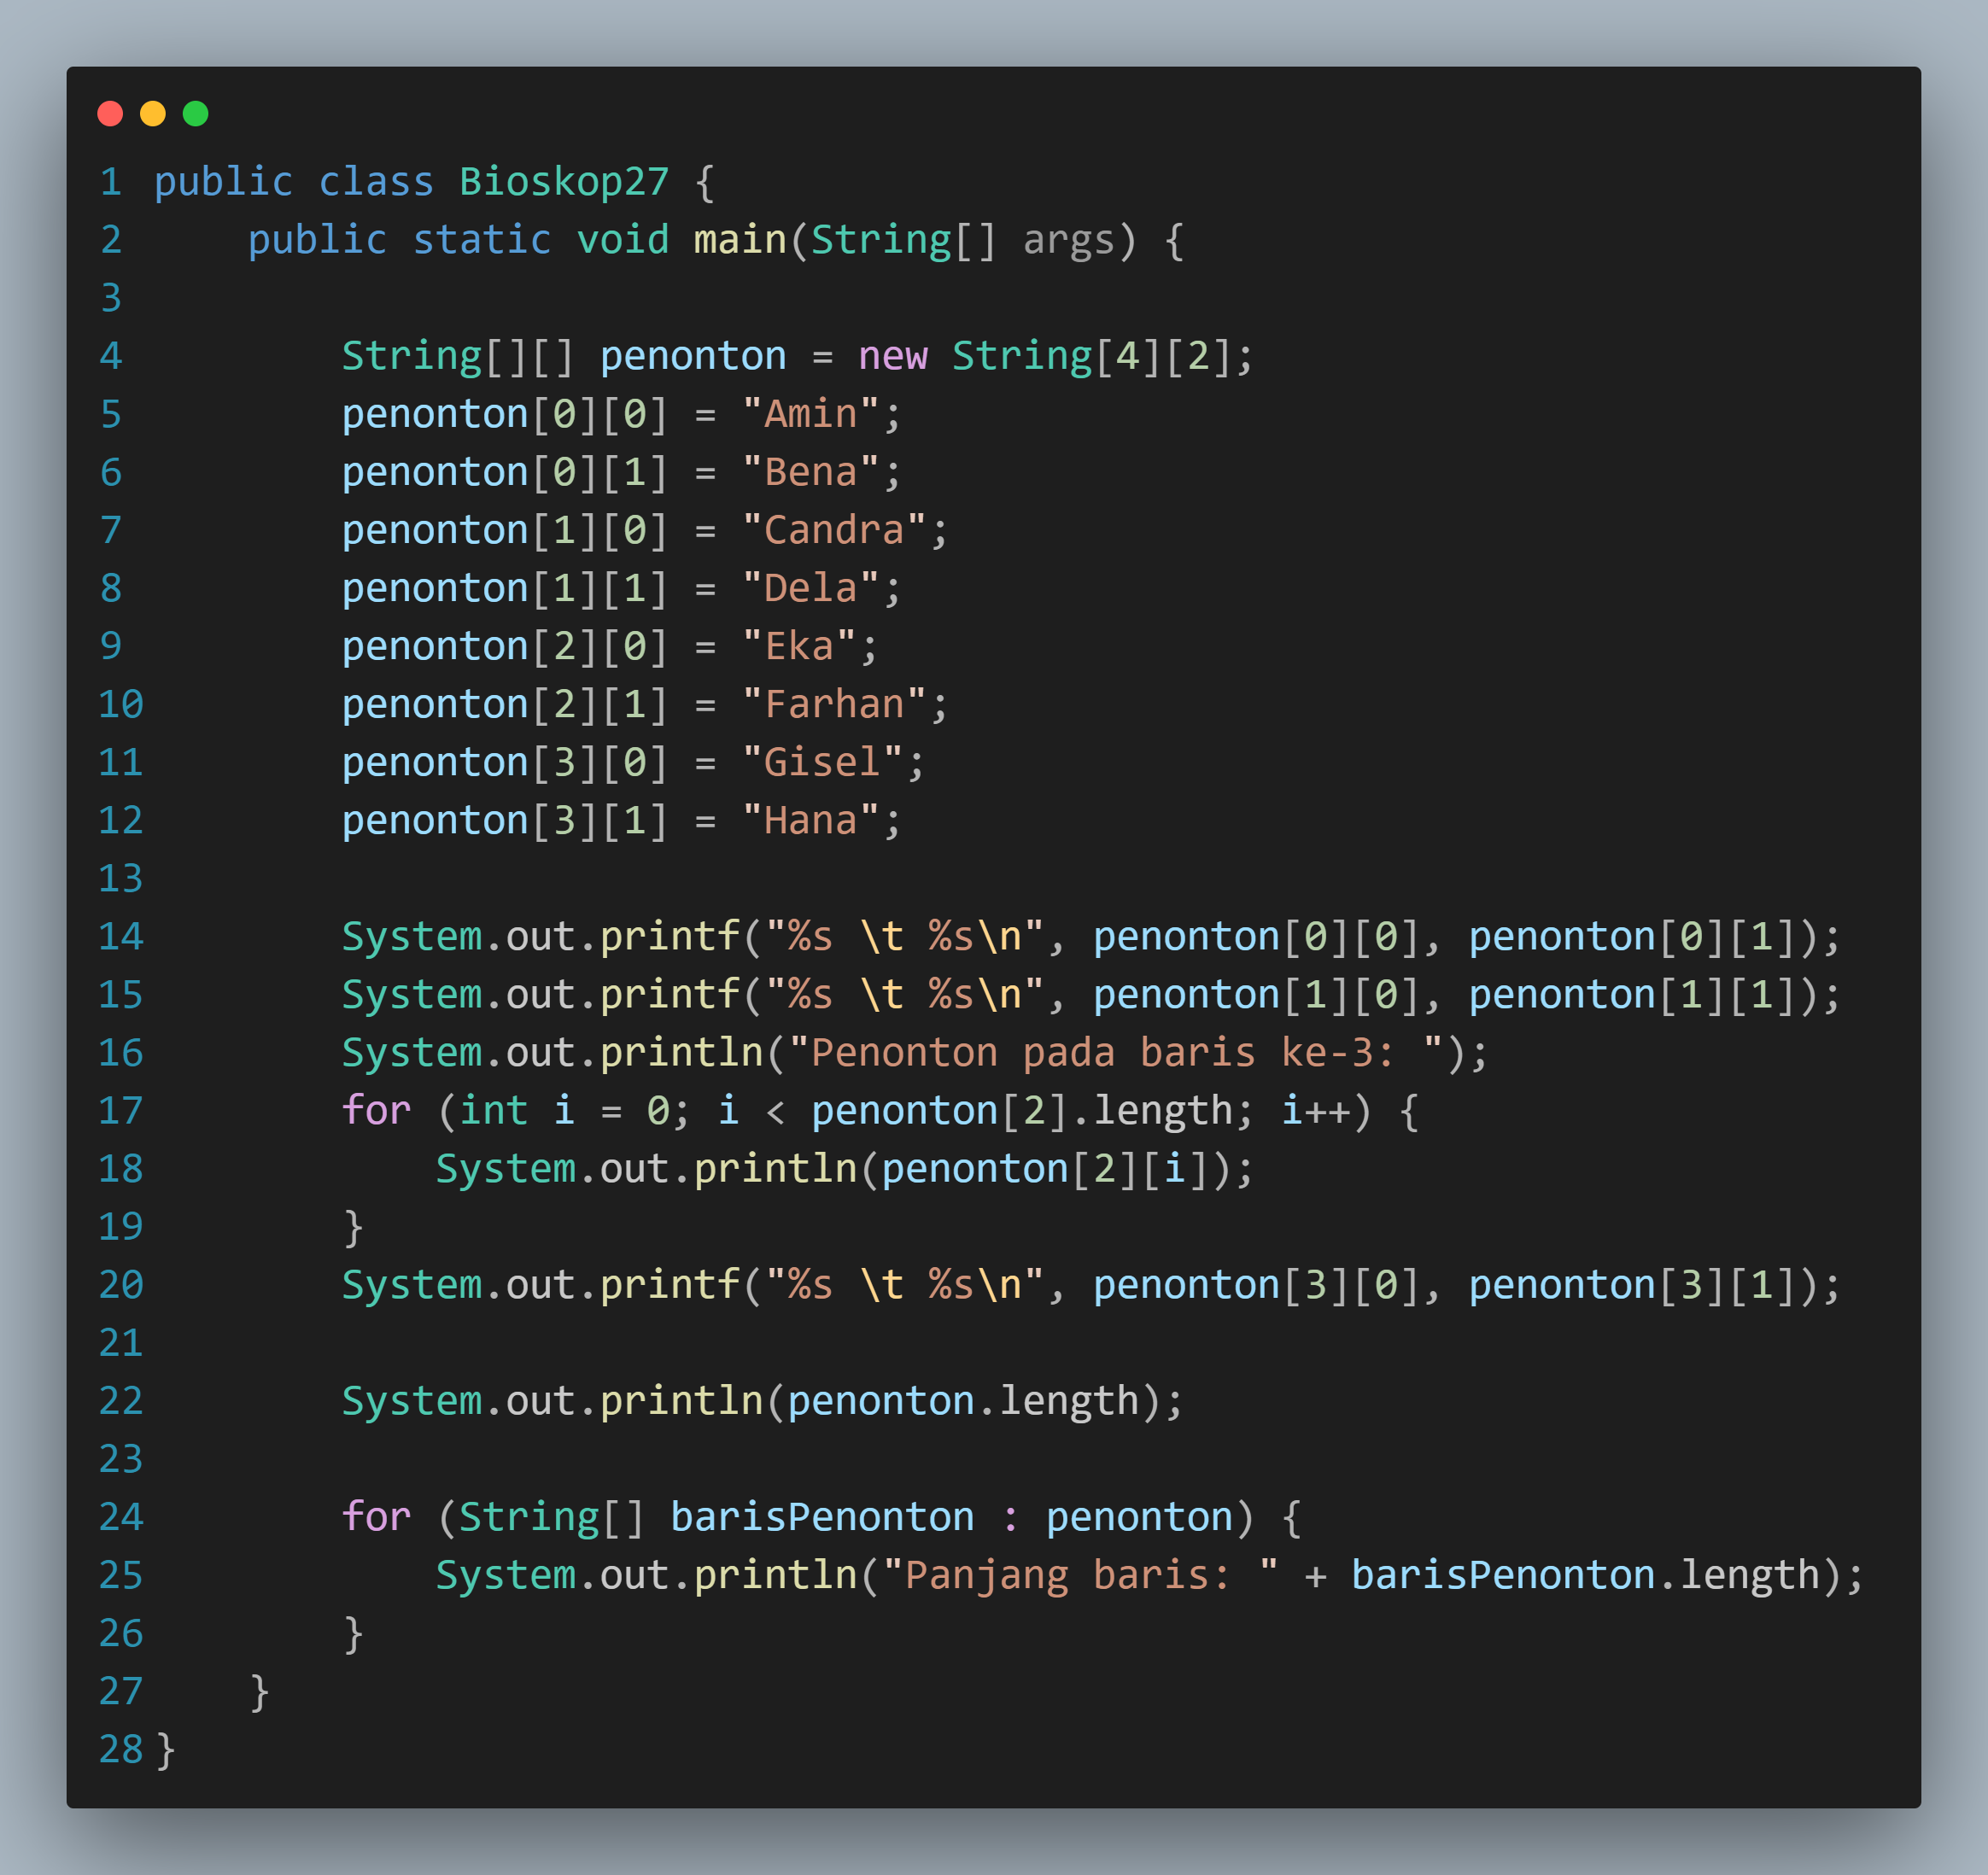 1 public class Bioskop27 {
2     public static void main(String[] args) {
3
4         String[][] penonton = new String[4][2];
5         penonton[0][0] = "Amin";
6         penonton[0][1] = "Bena";
7         penonton[1][0] = "Candra";
8         penonton[1][1] = "Dela";
9         penonton[2][0] = "Eka";
10         penonton[2][1] = "Farhan";
11         penonton[3][0] = "Gisel";
12         penonton[3][1] = "Hana";
13
14         System.out.printf("%s \t %s\n", penonton[0][0], penonton[0][1]);
15         System.out.printf("%s \t %s\n", penonton[1][0], penonton[1][1]);
16         System.out.println("Penonton pada baris ke-3: ");
17         for (int i = 0; i < penonton[2].length; i++) {
18             System.out.println(penonton[2][i]);
19         }
20         System.out.printf("%s \t %s\n", penonton[3][0], penonton[3][1]);
21
22         System.out.println(penonton.length);
23
24         for (String[] barisPenonton : penonton) {
25             System.out.println("Panjang baris: " + barisPenonton.length);
26         }
27     }
28 }